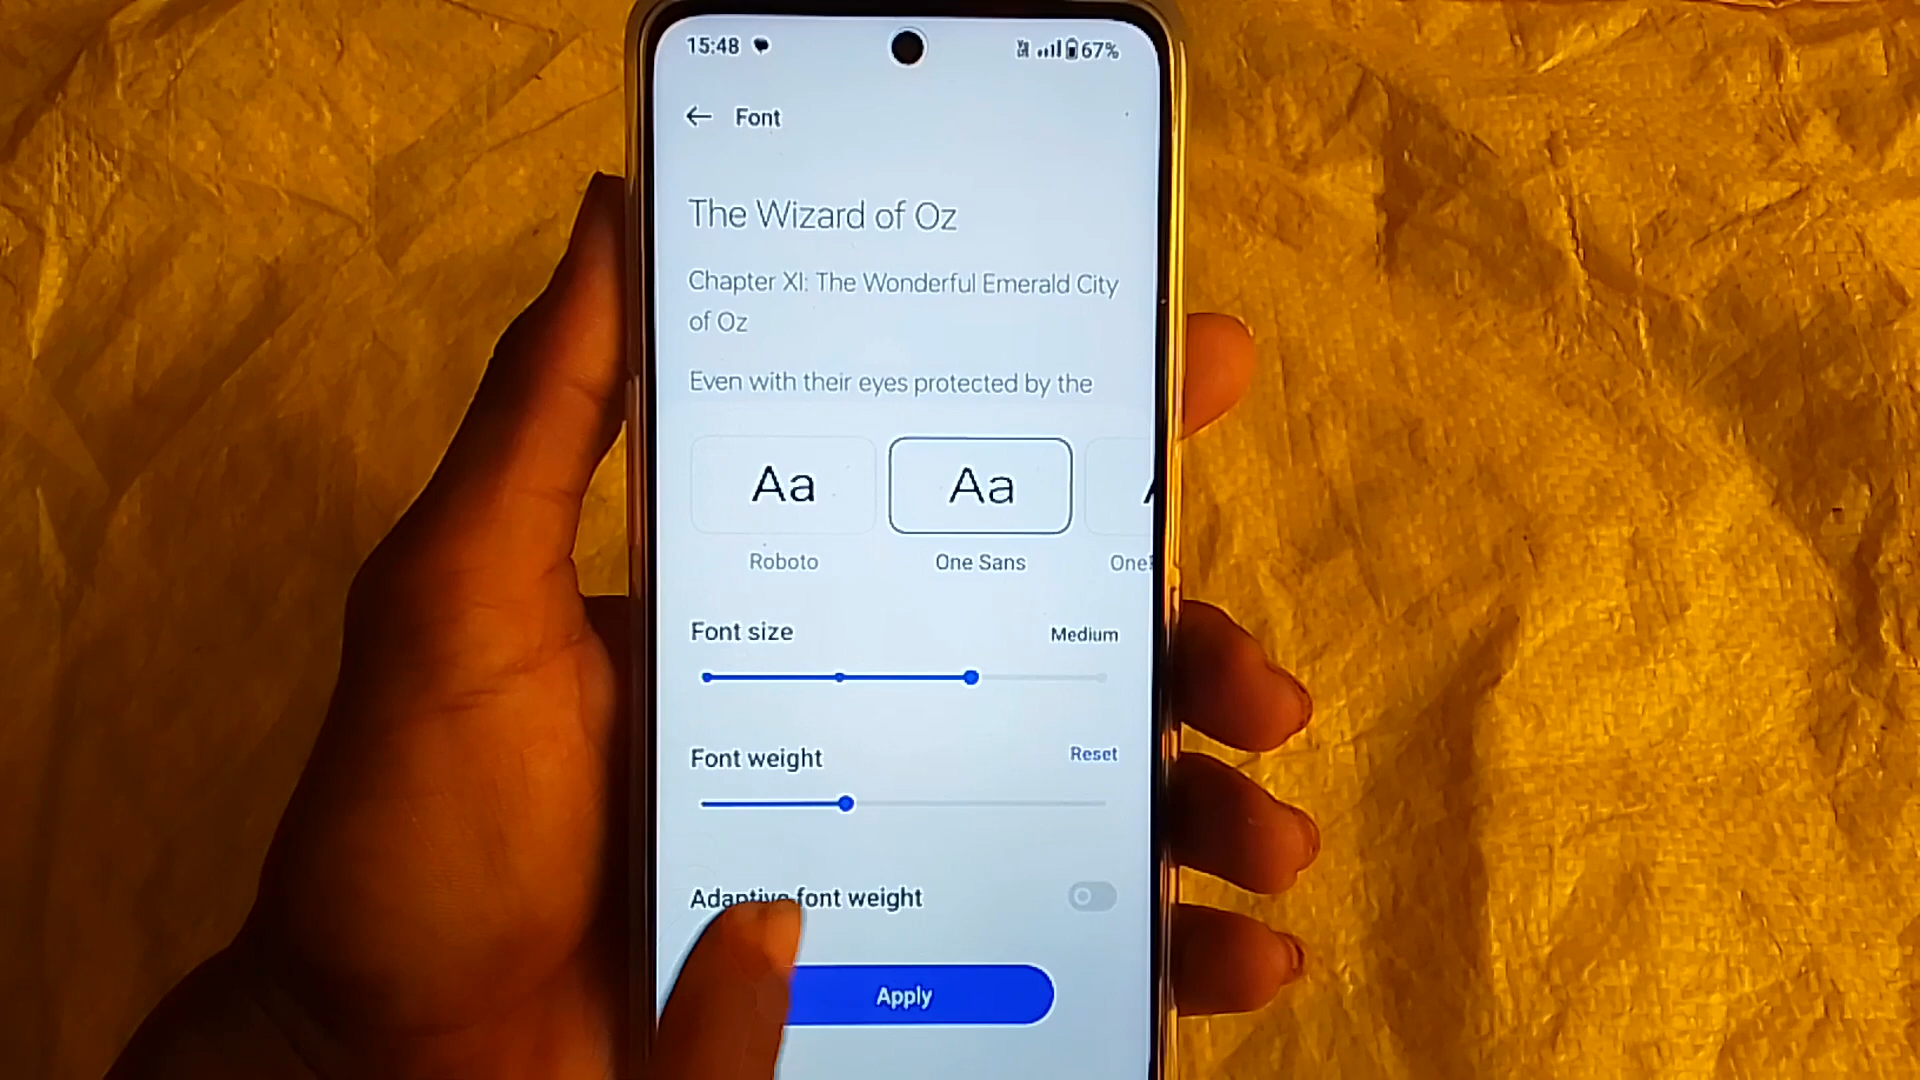 15:48 67%
Font
The Wizard of Oz
Chapter XI: The Wonderful Emerald City
of Oz
Even with their eyes protected by the
Aa Aa
Roboto One Sans One
Font size Medium
Font weight Reset
Adaptive font weight
Apply